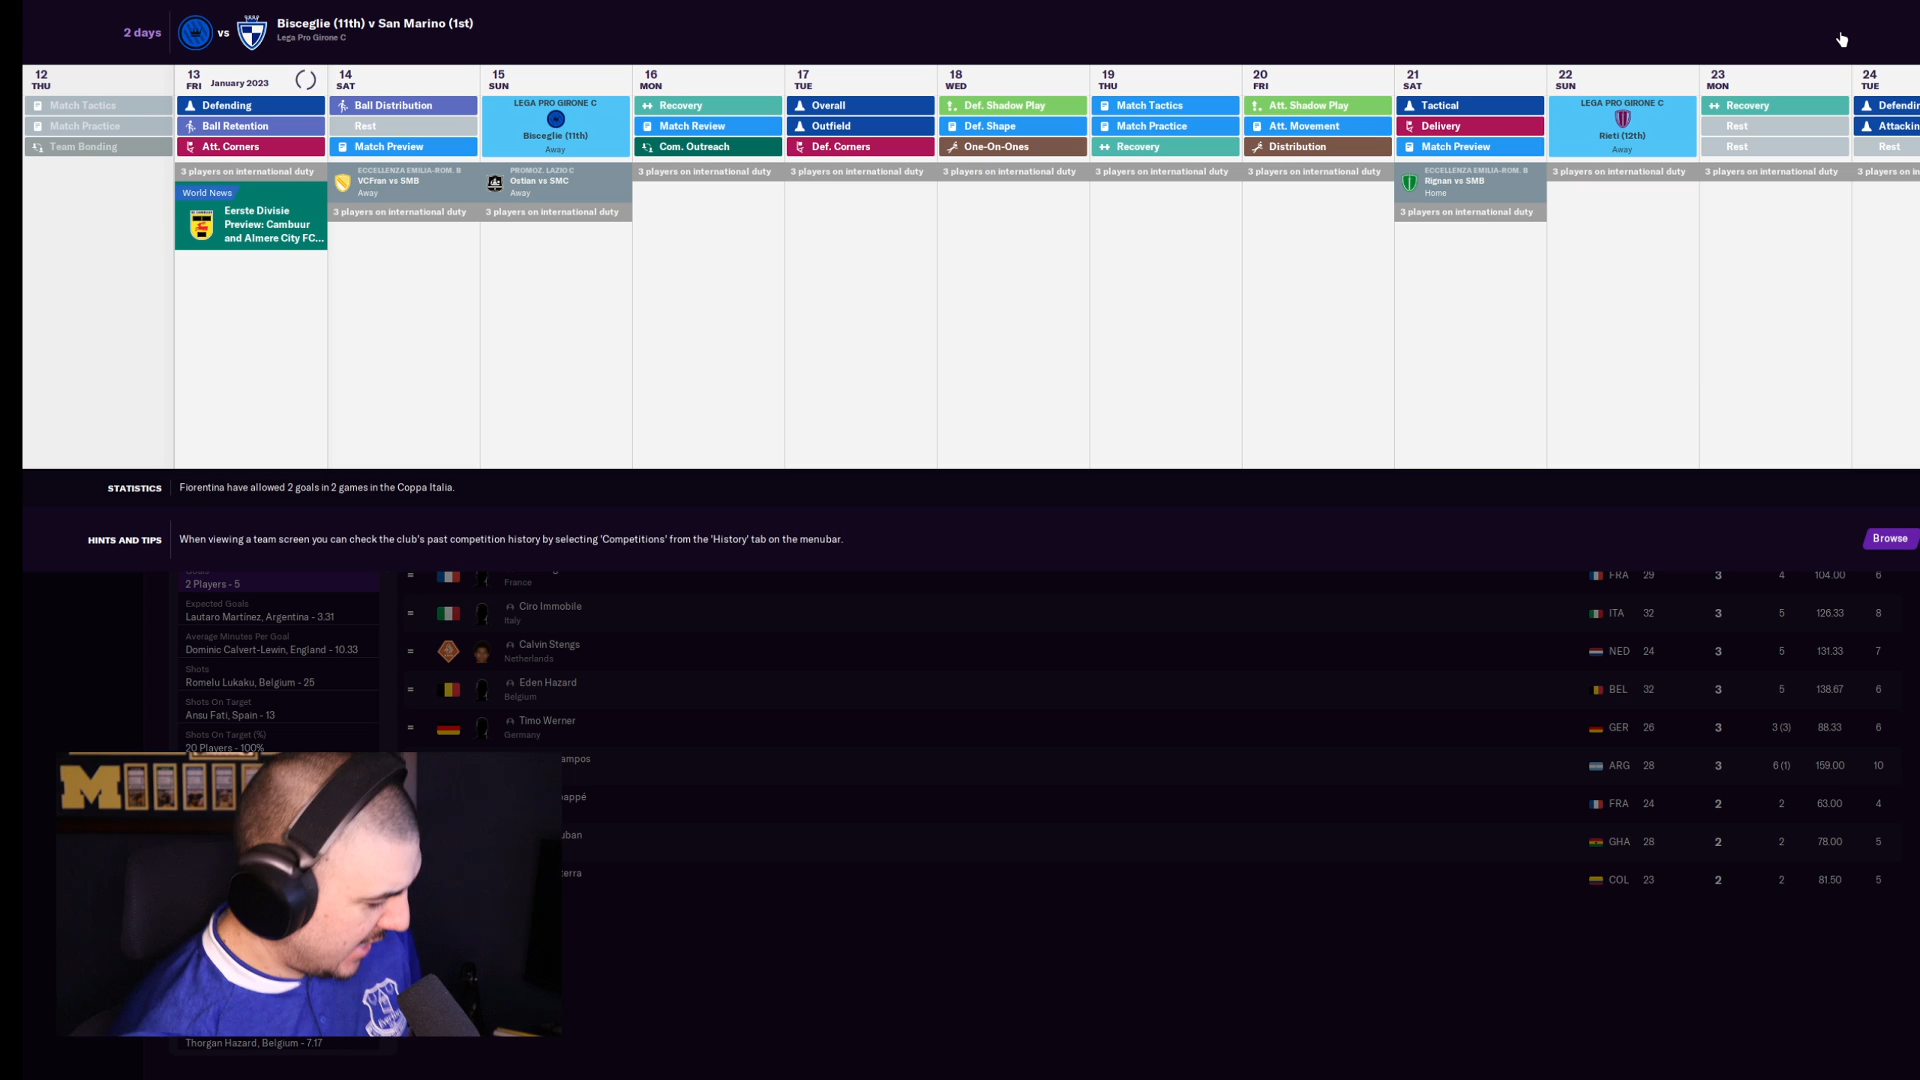 2 days
vs
Bisceglie (11th) v San Marino (1st)
Lega Pro Girone C
12
THU
Match Tactics
Match Practice
Team Bonding
13
FRI
January 2023
Defending
Ball Retention
Att. Corners
3 players on international duty
World News
Eerste Divisie
Preview: Cambuur
and Almere City FC...
14
SAT
Ball Distribution
Rest
Match Preview
ECCELLENZA EMILIA-ROM. B
VCFran vs SMB
Away
3 players on international duty
15
SUN
LEGA PRO GIRONE C
Bisceglie (11th)
Away
PROMOZ. LAZIO C
Ostian vs SMC
Away
3 players on international duty
16
MON
Recovery
Match Review
Com. Outreach
3 players on international duty
17
TUE
Overall
Outfield
Def. Corners
3 players on international duty
18
WED
Def. Shadow Play
Def. Shape
One-On-Ones
3 players on international duty
19
THU
Match Tactics
Match Practice
Recovery
3 players on international duty
20
FRI
Att. Shadow Play
Att. Movement
Distribution
3 players on international duty
21
SAT
Tactical
Delivery
Match Preview
ECCELLENZA EMILIA-ROM. B
Rignan vs SMB
Home
3 players on international duty
22
SUN
LEGA PRO GIRONE C
Rieti (12th)
Away
3 players on international duty
23
MON
Recovery
Rest
Rest
3 players on international duty
24
TUE
Defendin
Attackin
Rest
3 players on in
STATISTICS
Fiorentina have allowed 2 goals in 2 games in the Coppa Italia.
HINTS AND TIPS
When viewing a team screen you can check the club's past competition history by selecting 'Competitions' from the 'History' tab on the menubar.
Browse
2 Players - 5
Expected Goals
Lautaro Martínez, Argentina - 3.31
Average Minutes Per Goal
Dominic Calvert-Lewin, England - 10.33
Shots
Romelu Lukaku, Belgium - 25
Shots On Target
Ansu Fati, Spain - 13
Shots On Target (%)
20 Players - 100%
Thorgan Hazard, Belgium - 7.17
= France FRA 29 3 4 104.00 6
= Ciro Immobile
Italy
ITA 32 3 5 126.33 8
= Calvin Stengs
Netherlands
NED 24 3 5 131.33 7
= Eden Hazard
Belgium
BEL 32 3 5 138.67 6
= Timo Werner
Germany
GER 26 3 3 (3) 88.33 6
ampos ARG 28 3 6 (1) 159.00 10
appé FRA 24 2 2 63.00 4
uban GHA 28 2 2 78.00 5
terra COL 23 2 2 81.50 5
M